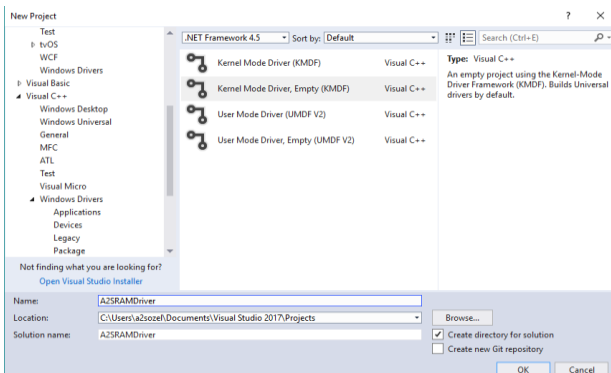 New Project
? X
Test
tvOS
WCF
Windows Drivers
Visual Basic
Visual C++
Windows Desktop
Windows Universal
General
MFC
ATL
Test
Visual Micro
Windows Drivers
Applications
Devices
Legacy
Package
Not finding what you are looking for?
Open Visual Studio Installer
.NET Framework 4.5 Sort by: Default
Search (Ctrl+E)
Kernel Mode Driver (KMDF) Visual C++
Kernel Mode Driver, Empty (KMDF) Visual C++
User Mode Driver (UMDF V2) Visual C++
User Mode Driver, Empty (UMDF V2) Visual C++
Type: Visual C++
An empty project using the Kernel-Mode
Driver Framework (KMDF). Builds Universal
drivers by default.
Name: A2SRAMDriver
Location: C:\Users\a2sozel\Documents\Visual Studio 2017\Projects Browse...
Solution name: A2SRAMDriver
Create directory for solution
Create new Git repository
OK Cancel